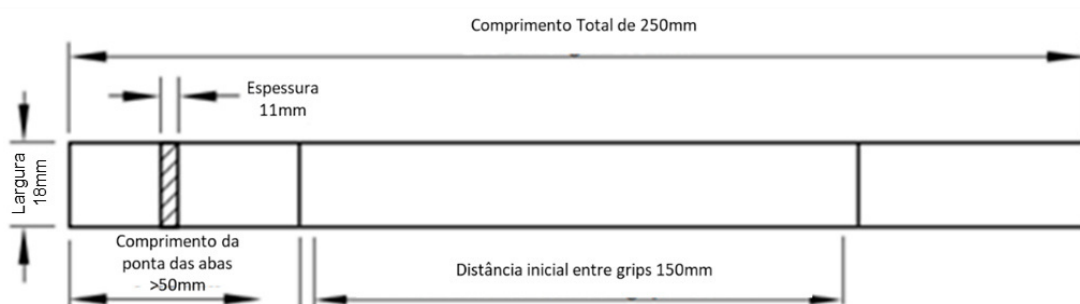 Comprimento Total de 250mm
Espessura
11mm
Largura
18mm
Comprimento da
ponta das abas
>50mm
Distância inicial entre grips 150mm